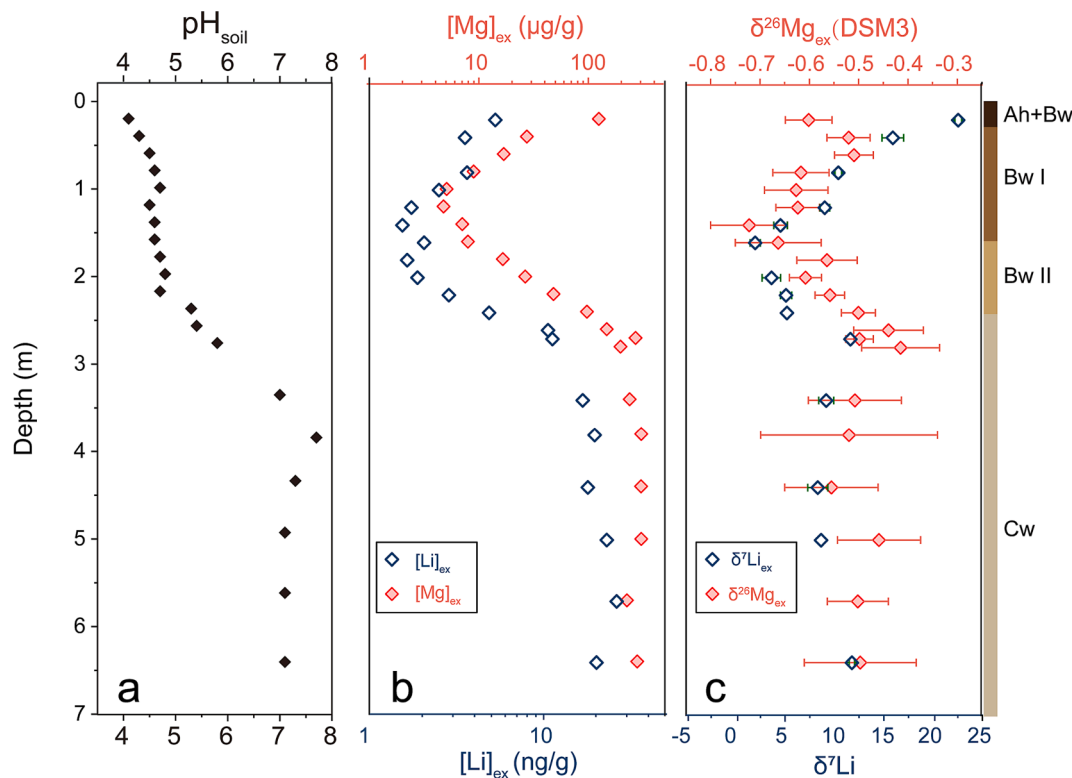 pH_soil
4 5 6 7 8
[Mg]_ex (μg/g)
1 10 100
δ²⁶Mg_ex(DSM3)
-0.8 -0.7 -0.6 -0.5 -0.4 -0.3
Depth (m)
0
1
2
3
4
5
6
7
Ah+Bw
Bw I
Bw II
Cw
[Li]_ex
[Mg]_ex
δ⁷Li_ex
δ²⁶Mg_ex
a
b
c
4 5 6 7 8
1 10 100
[Li]_ex (ng/g)
-5 0 5 10 15 20 25
δ⁷Li